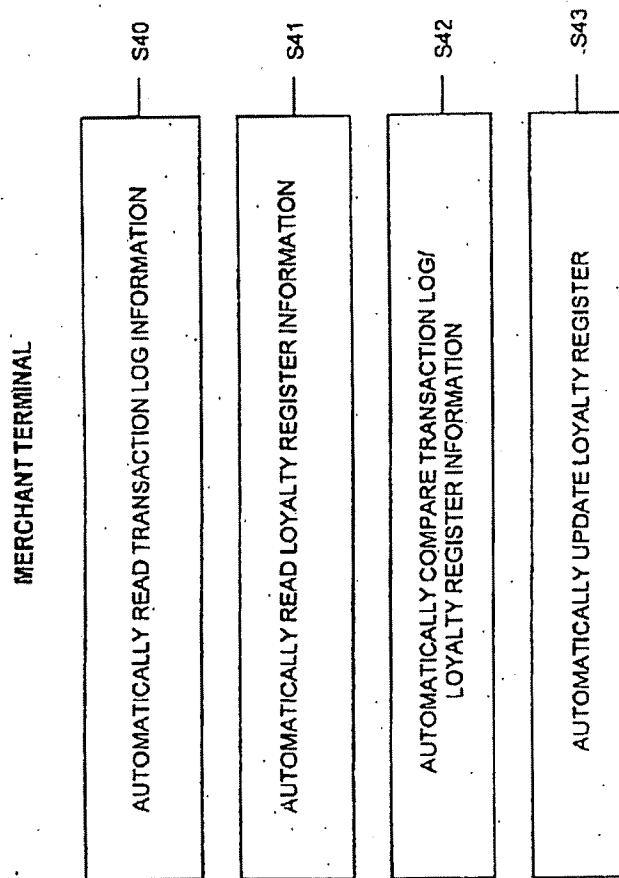 MERCHANT TERMINAL
AUTOMATICALLY READ TRANSACTION LOG INFORMATION
S40
AUTOMATICALLY READ LOYALTY REGISTER INFORMATION
S41
AUTOMATICALLY COMPARE TRANSACTION LOG/
LOYALTY REGISTER INFORMATION
S42
AUTOMATICALLY UPDATE LOYALTY REGISTER
S43